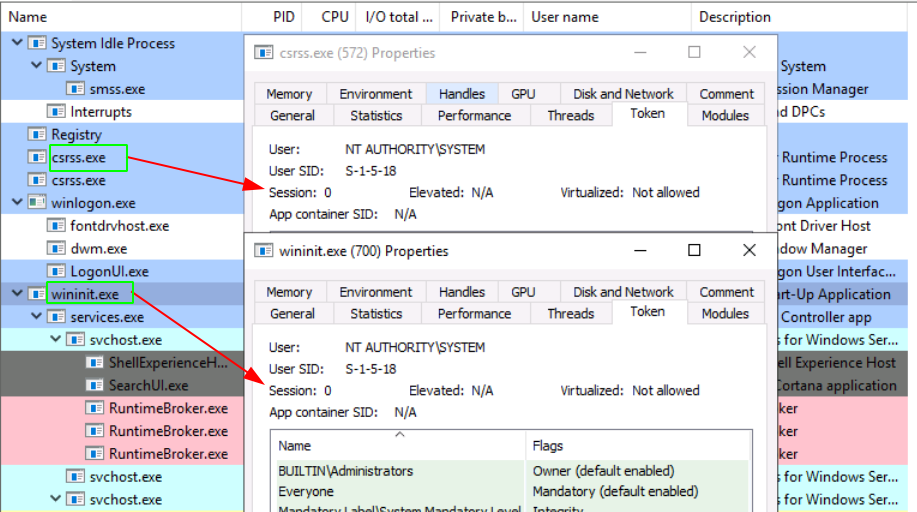 Name PID CPU I/O total ... Private b... User name Description
System Idle Process
System
smss.exe
Interrupts
Registry
csrss.exe
csrss.exe
winlogon.exe
fontdrvhost.exe
dwm.exe
LogonUI.exe
wininit.exe
services.exe
svchost.exe
ShellExperienceH...
SearchUI.exe
RuntimeBroker.exe
RuntimeBroker.exe
RuntimeBroker.exe
svchost.exe
svchost.exe
csrss.exe (572) Properties
Memory Environment Handles GPU Disk and Network Comment
General Statistics Performance Threads Token Modules
User: NT AUTHORITY\SYSTEM
User SID: S-1-5-18
Session: 0 Elevated: N/A Virtualized: Not allowed
App container SID: N/A
wininit.exe (700) Properties
Memory Environment Handles GPU Disk and Network Comment
General Statistics Performance Threads Token Modules
User: NT AUTHORITY\SYSTEM
User SID: S-1-5-18
Session: 0 Elevated: N/A Virtualized: Not allowed
App container SID: N/A
Name Flags
BUILTIN\Administrators Owner (default enabled)
Everyone Mandatory (default enabled)
Mandatory Label\System Mandatory Level Integrity
System
ssion Manager
d DPCs
Runtime Process
Runtime Process
gon Application
ont Driver Host
ndow Manager
gon User Interfac...
rt-Up Application
Controller app
s for Windows Ser...
ell Experience Host
Cortana application
ker
ker
ker
s for Windows Ser...
s for Windows Ser...